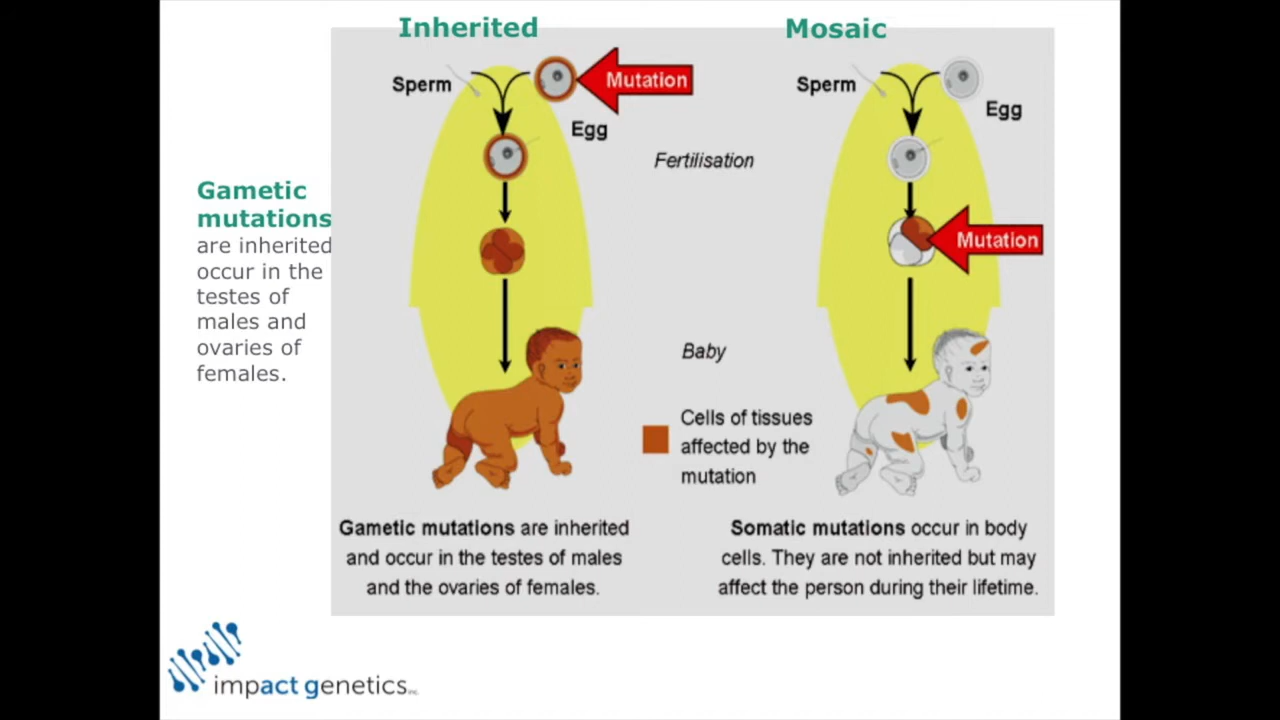 Inherited
Mosaic
Sperm
Mutation
Egg
Sperm
Egg
Fertilisation
Mutation
Gametic
mutations
are inherited
occur in the
testes of
males and
ovaries of
females.
Baby
Cells of tissues
affected by the
mutation
Gametic mutations are inherited
and occur in the testes of males
and the ovaries of females.
Somatic mutations occur in body
cells. They are not inherited but may
affect the person during their lifetime.
impact genetics inc.